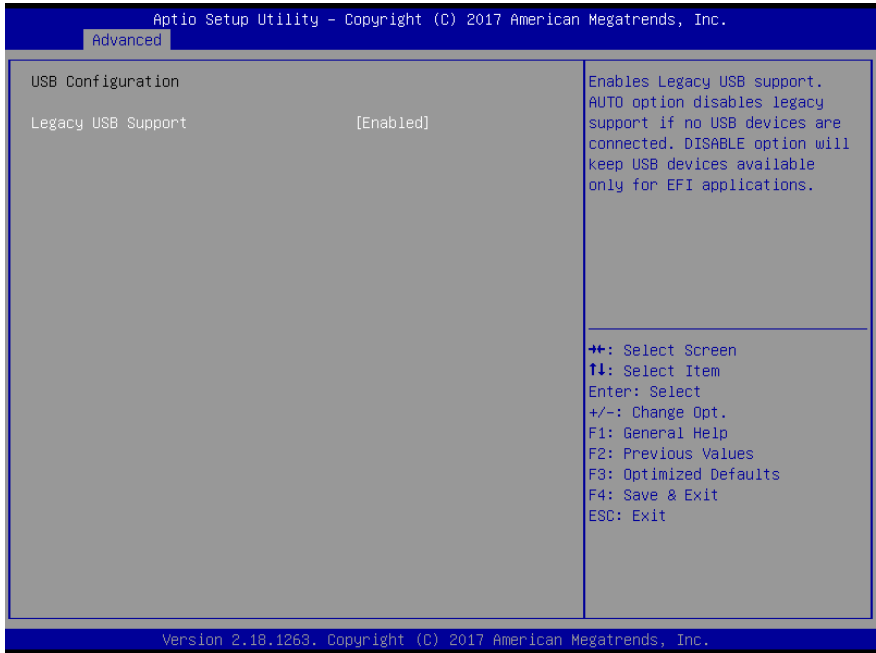 Aptio Setup Utility – Copyright (C) 2017 American Megatrends, Inc.
Advanced
USB Configuration
Legacy USB Support [Enabled]
Enables Legacy USB support.
AUTO option disables legacy
support if no USB devices are
connected. DISABLE option will
keep USB devices available
only for EFI applications.
→←: Select Screen
↑↓: Select Item
Enter: Select
+/-: Change Opt.
F1: General Help
F2: Previous Values
F3: Optimized Defaults
F4: Save & Exit
ESC: Exit
Version 2.18.1263. Copyright (C) 2017 American Megatrends, Inc.